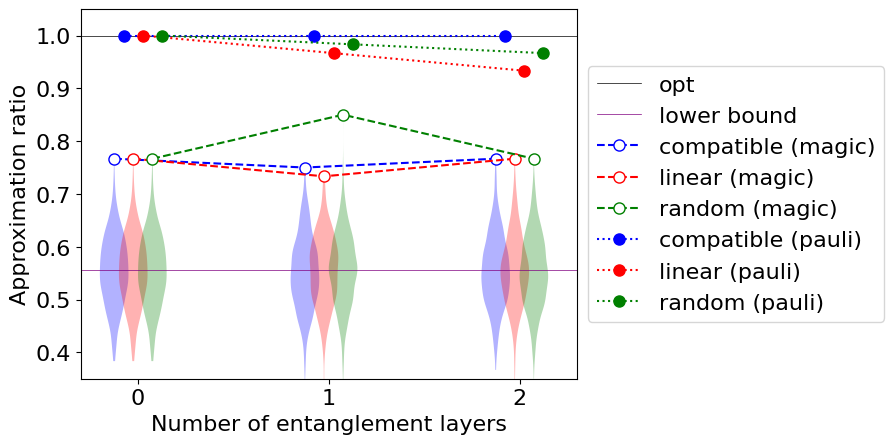 1.0
0.9
0.8
0.7
0.6
0.5
0.4
Approximation ratio
0 1 2
Number of entanglement layers
opt
lower bound
compatible (magic)
linear (magic)
random (magic)
compatible (pauli)
linear (pauli)
random (pauli)